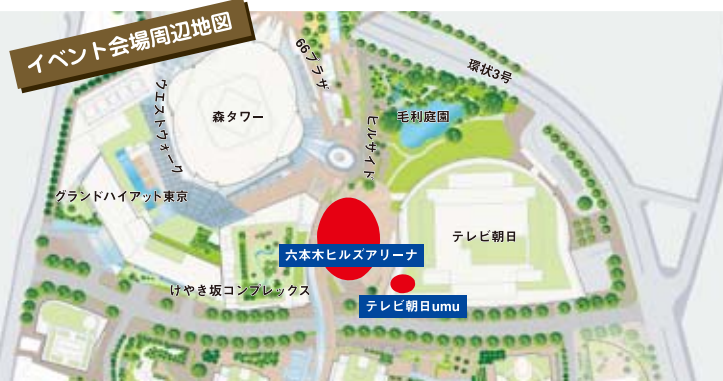 イベント会場周辺地図
66プラザ
環状3号
ウエストウォーク
森タワー
ヒルサイド
毛利庭園
グランドハイアット東京
テレビ朝日
六本木ヒルズアリーナ
けやき坂コンプレックス
テレビ朝日umu